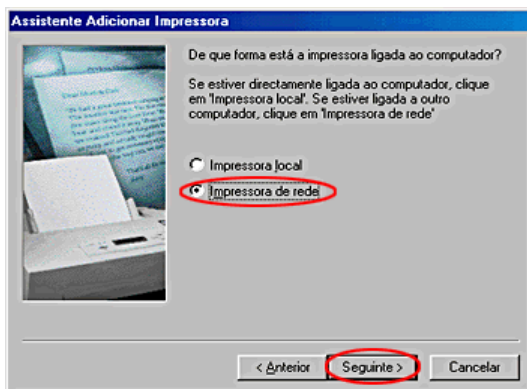 Assistente Adicionar Impressora
De que forma está a impressora ligada ao computador?
Se estiver directamente ligada ao computador, clique
em 'Impressora local'. Se estiver ligada a outro
computador, clique em 'Impressora de rede'
Impressora local
Impressora de rede
< Anterior
Seguinte >
Cancelar